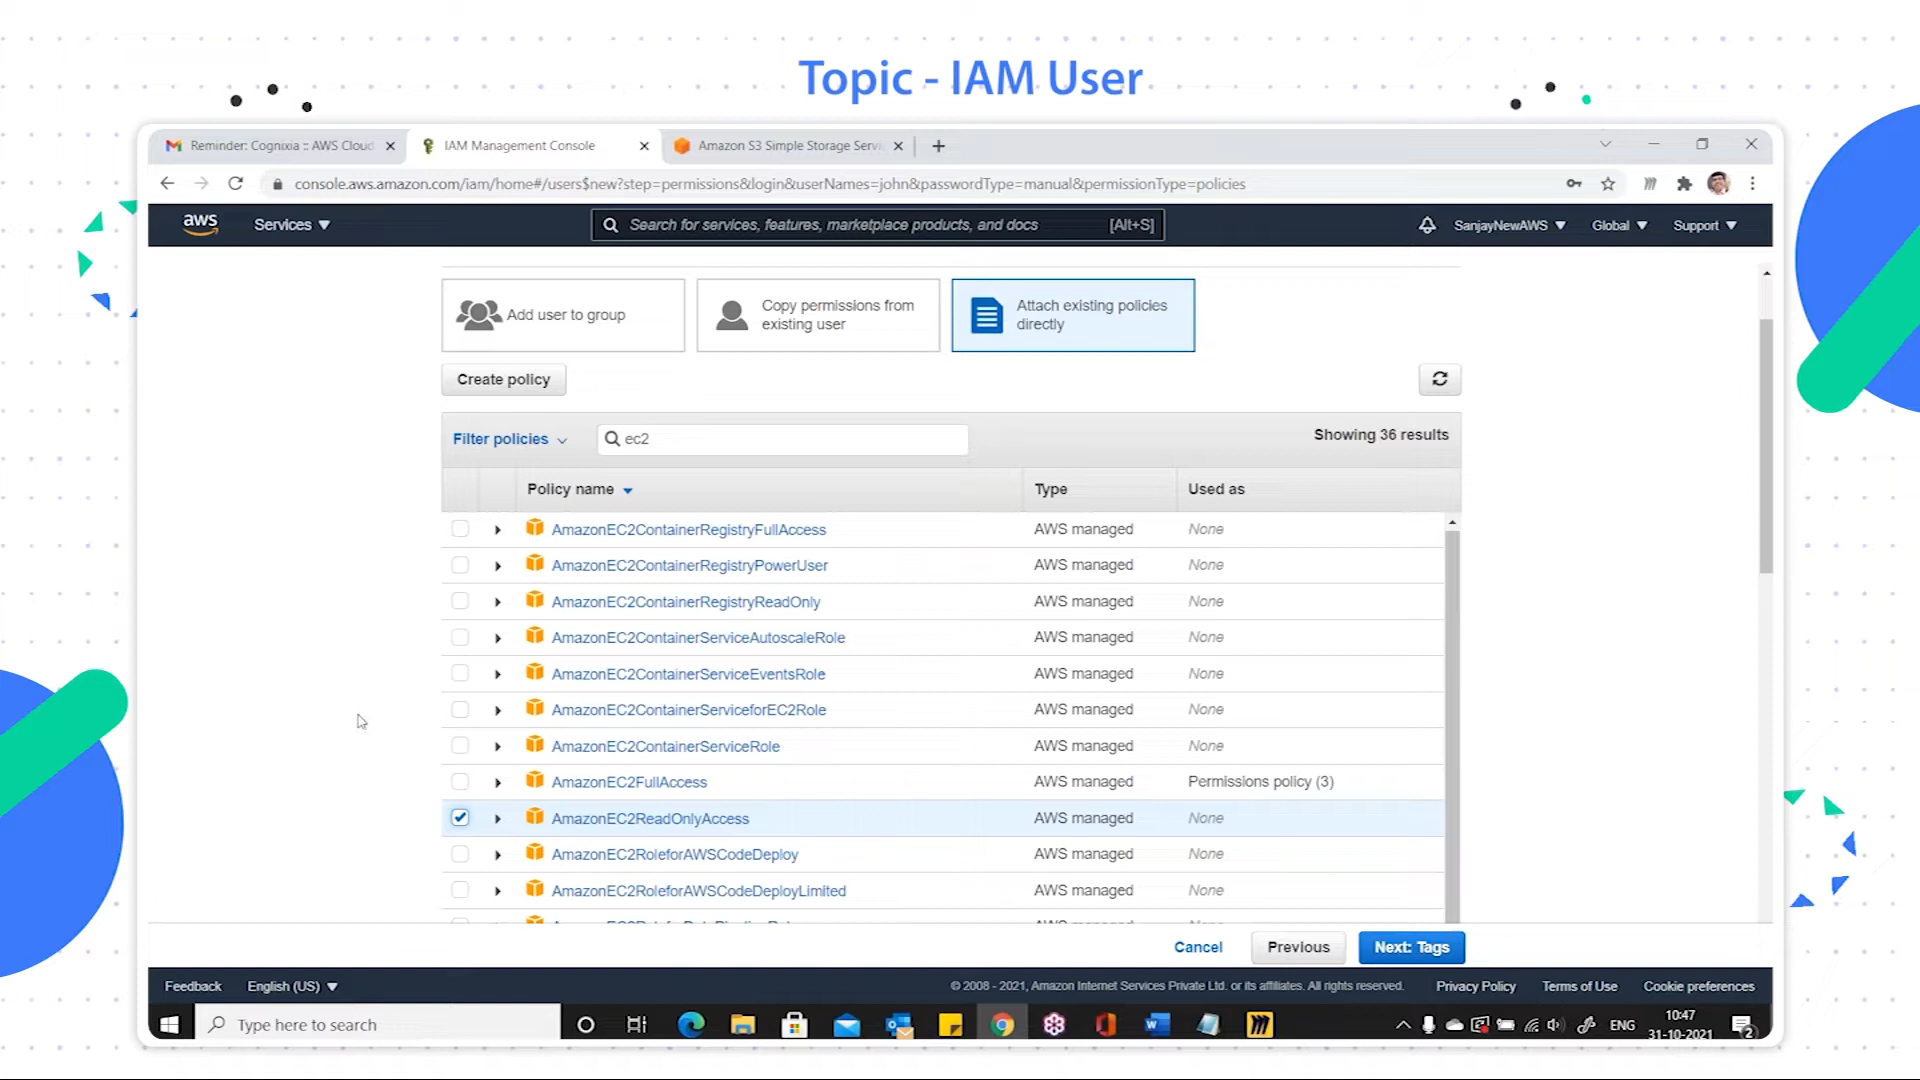 Topic - IAM User
Reminder: Cognixia :: AWS Cloud
IAM Management Console
Amazon S3 Simple Storage Servi
console.aws.amazon.com/iam/home#/users$new?step=permissions&login&userNames=john&passwordType=manual&permissionType=policies
aws
Services
Search for services, features, marketplace products, and docs [Alt+S]
SanjayNewAWS
Global
Support
Add user to group
Copy permissions from
existing user
Attach existing policies
directly
Create policy
Filter policies
ec2
Showing 36 results
Policy name Type Used as
AmazonEC2ContainerRegistryFullAccess AWS managed None
AmazonEC2ContainerRegistryPowerUser AWS managed None
AmazonEC2ContainerRegistryReadOnly AWS managed None
AmazonEC2ContainerServiceAutoscaleRole AWS managed None
AmazonEC2ContainerServiceEventsRole AWS managed None
AmazonEC2ContainerServiceforEC2Role AWS managed None
AmazonEC2ContainerServiceRole AWS managed None
AmazonEC2FullAccess AWS managed Permissions policy (3)
AmazonEC2ReadOnlyAccess AWS managed None
AmazonEC2RoleforAWSCodeDeploy AWS managed None
AmazonEC2RoleforAWSCodeDeployLimited AWS managed None
Cancel Previous Next: Tags
Feedback English (US) © 2008 - 2021, Amazon Internet Services Private Ltd. or its affiliates. All rights reserved. Privacy Policy Terms of Use Cookie preferences
Type here to search
ENG
10:47
31-10-2021
2